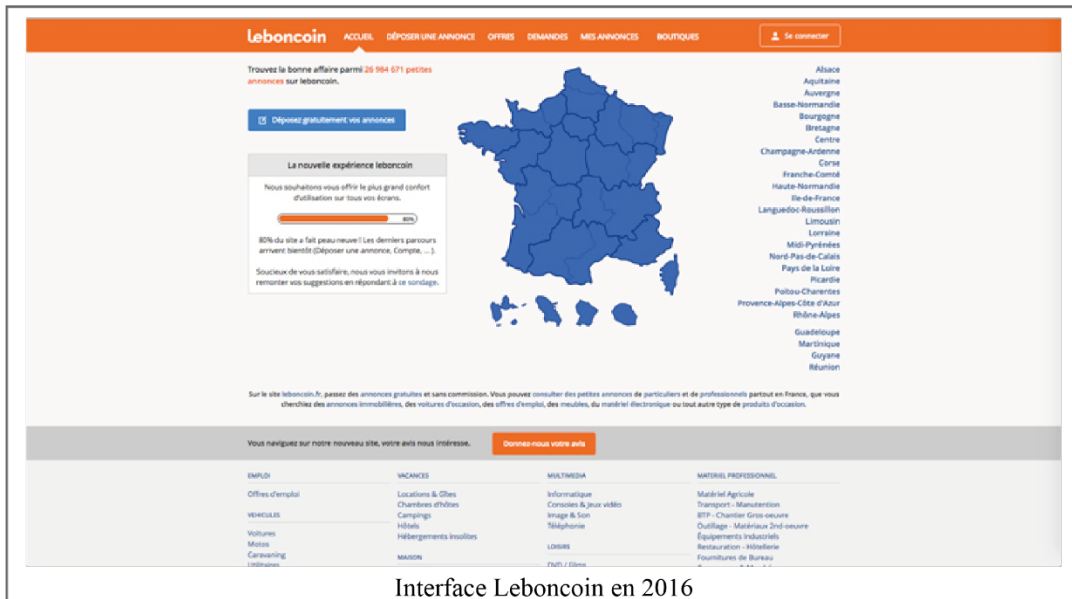 leboncoin ACCUEIL DÉPOSER UNE ANNONCE OFFRES DEMANDES MES ANNONCES BOUTIQUES Se connecter
Trouvez la bonne affaire parmi 26 984 671 petites
annonces sur leboncoin.
Déposez gratuitement vos annonces
La nouvelle expérience leboncoin
Nous souhaitons vous offrir le plus grand confort
d'utilisation sur tous vos écrans.
80%
80% du site a fait peau neuve ! Les derniers parcours
arrivent bientôt (Déposer une annonce, Compte, ... ).
Soucieux de vous satisfaire, nous vous invitons à nous
remonter vos suggestions en répondant à ce sondage.
Alsace
Aquitaine
Auvergne
Basse-Normandie
Bourgogne
Bretagne
Centre
Champagne-Ardenne
Corse
Franche-Comté
Haute-Normandie
Ile-de-France
Languedoc-Roussillon
Limousin
Lorraine
Midi-Pyrénées
Nord-Pas-de-Calais
Pays de la Loire
Picardie
Poitou-Charentes
Provence-Alpes-Côte d'Azur
Rhône-Alpes
Guadeloupe
Martinique
Guyane
Réunion
Sur le site leboncoin.fr, passez des annonces gratuites et sans commission. Vous pouvez consulter des petites annonces de particuliers et de professionnels partout en France, que vous
cherchiez des annonces immobilières, des voitures d'occasion, des offres d'emploi, des meubles, du matériel électronique ou tout autre type de produits d'occasion.
Vous naviguez sur notre nouveau site, votre avis nous intéresse. Donnez-nous votre avis
EMPLOI
Offres d'emploi
VEHICULES
Voitures
Motos
Caravaning
Utilitaires
VACANCES
Locations & Gîtes
Chambres d'hôtes
Campings
Hôtels
Hébergements insolites
MAISON
MULTIMEDIA
Informatique
Consoles & Jeux vidéo
Image & Son
Téléphonie
LOISIRS
DVD / Films
MATERIEL PROFESSIONNEL
Matériel Agricole
Transport - Manutention
BTP - Chantier Gros-oeuvre
Outillage - Matériaux 2nd-oeuvre
Équipements Industriels
Restauration - Hôtellerie
Fournitures de Bureau
Interface Leboncoin en 2016